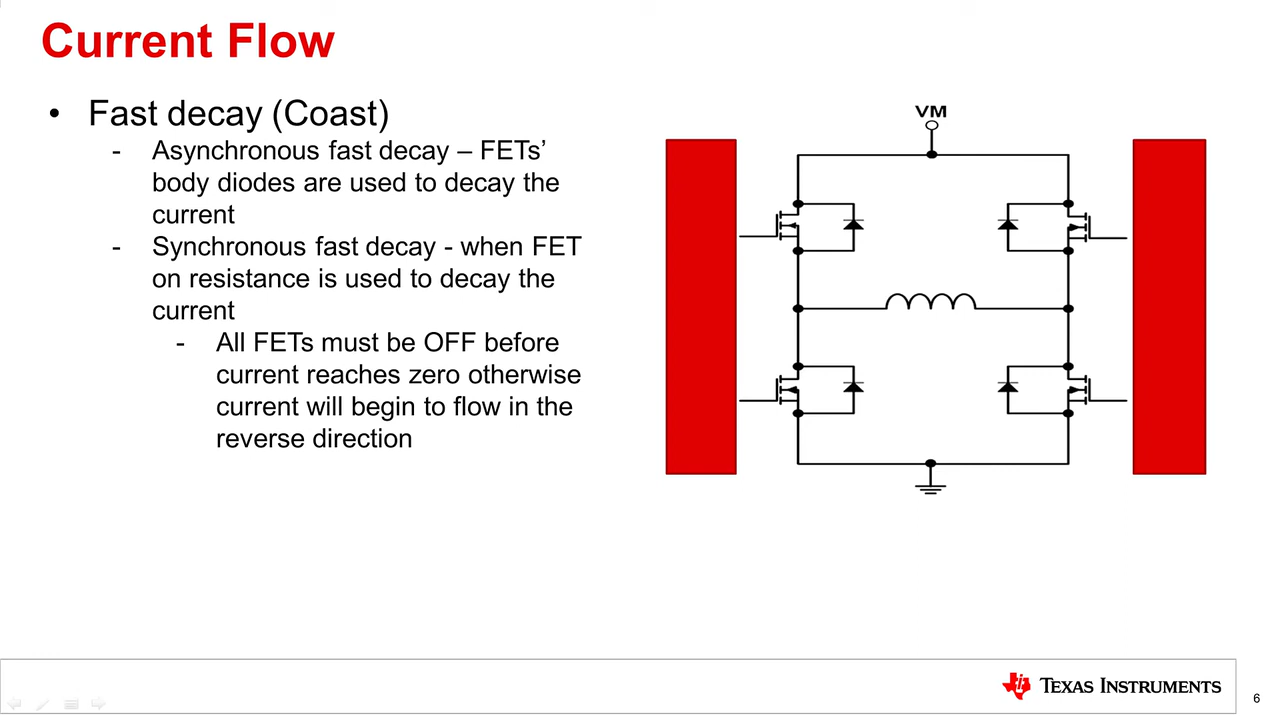 Current Flow
• Fast decay (Coast)
- Asynchronous fast decay – FETs’
body diodes are used to decay the
current
- Synchronous fast decay - when FET
on resistance is used to decay the
current
- All FETs must be OFF before
current reaches zero otherwise
current will begin to flow in the
reverse direction
VM
TEXAS INSTRUMENTS
6